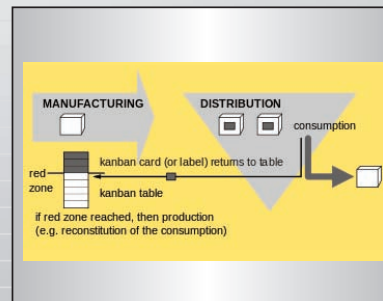 MANUFACTURING
DISTRIBUTION
consumption
kanban card (or label) returns to table
red
zone
kanban table
if red zone reached, then production
(e.g. reconstitution of the consumption)